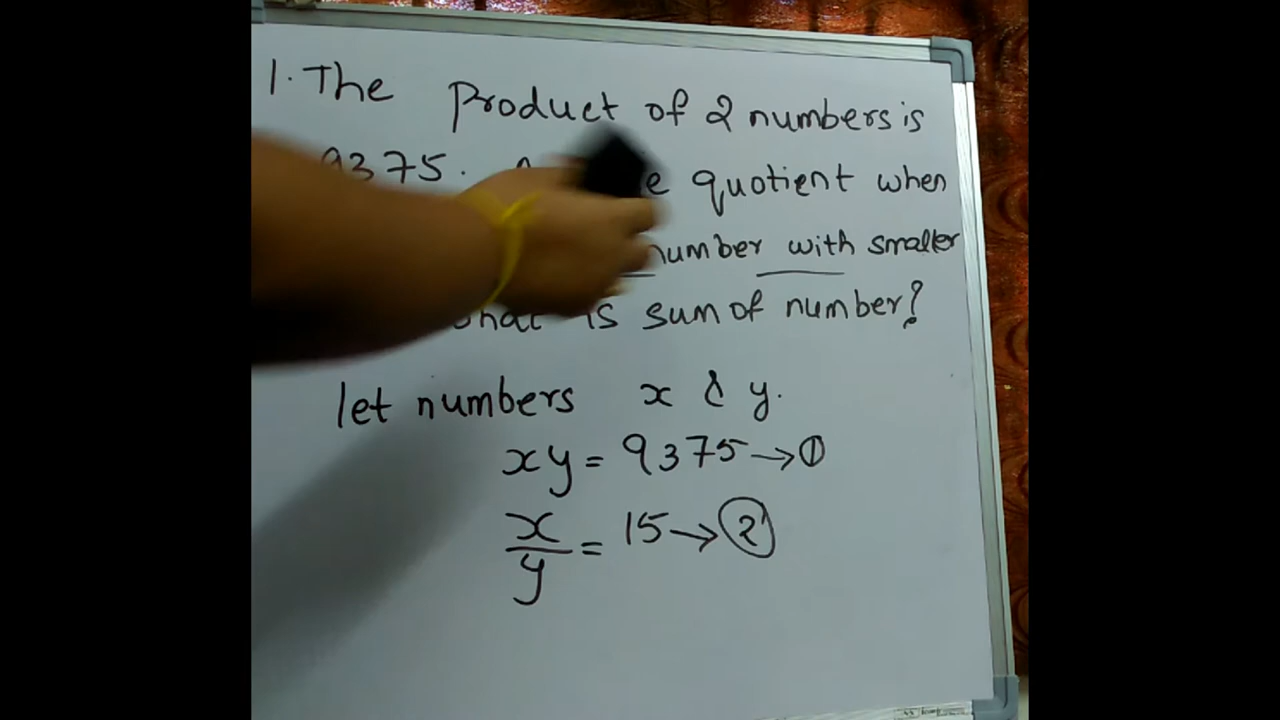 1. The Product of 2 numbers is
9375. quotient when
number with smaller
is sum of number?
let numbers x & y.
xy = 9375 → ①
x/y = 15 → ②